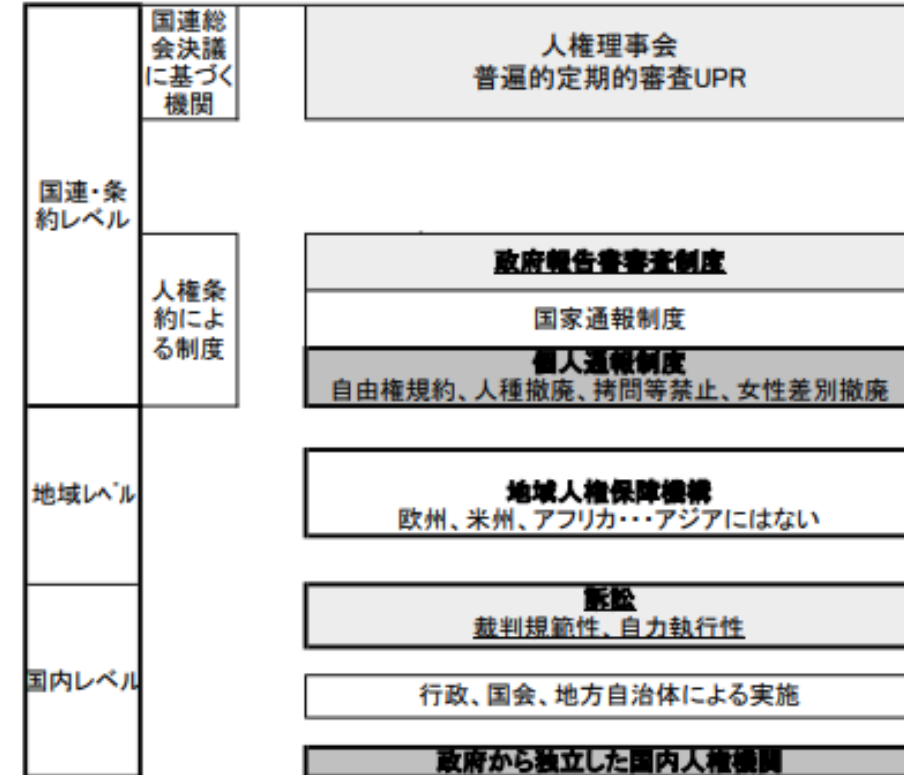 国連総
会決議
に基づく
機関
人権理事会
普遍的定期的審査UPR
国連・条
約レベル
人権条
約によ
る制度
政府報告書審査制度
国家通報制度
個人通報制度
自由権規約、人種撤廃、拷問等禁止、女性差別撤廃
地域レベル
地域人権保障機構
欧州、米州、アフリカ・・・アジアにはない
国内レベル
訴訟
裁判規範性、自力執行性
行政、国会、地方自治体による実施
政府から独立した国内人権機関